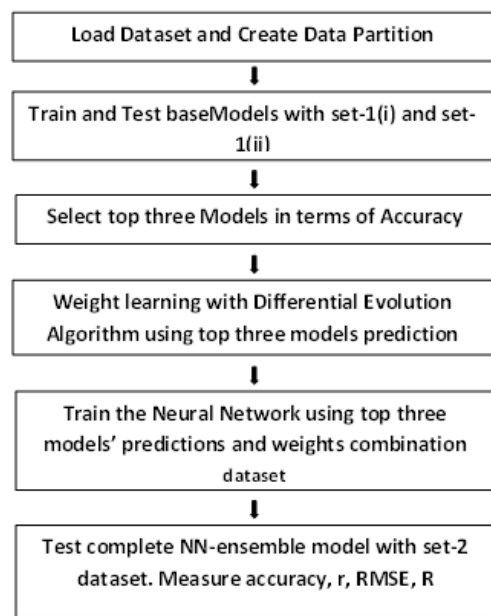 Load Dataset and Create Data Partition
Train and Test baseModels with set-1(i) and set-
1(ii)
Select top three Models in terms of Accuracy
Weight learning with Differential Evolution
Algorithm using top three models prediction
Train the Neural Network using top three
models’ predictions and weights combination
dataset
Test complete NN-ensemble model with set-2
dataset. Measure accuracy, r, RMSE, R